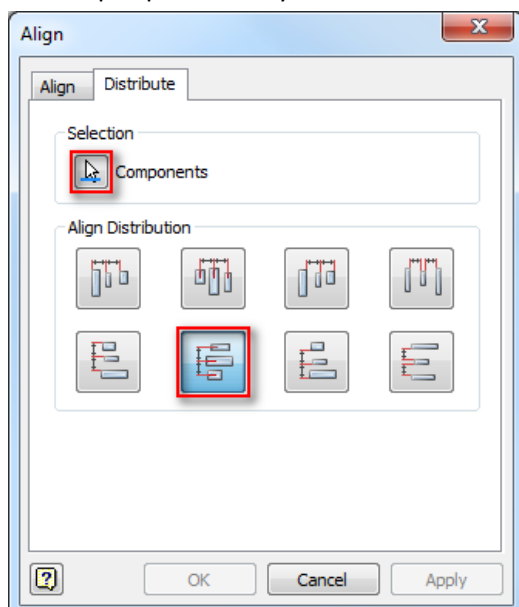 Align
Align Distribute
Selection
Components
Align Distribution
OK Cancel Apply